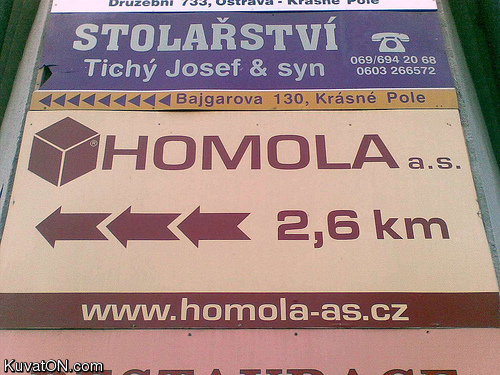 Družební 733, Ostrava - Krásné Pole
STOLAŘSTVÍ
Tichý Josef & syn
069/694 20 68
0603 266572
Bajgarova 130, Krásné Pole
HOMOLA a.s.
®
2,6 km
www.homola-as.cz
KuvatON.com